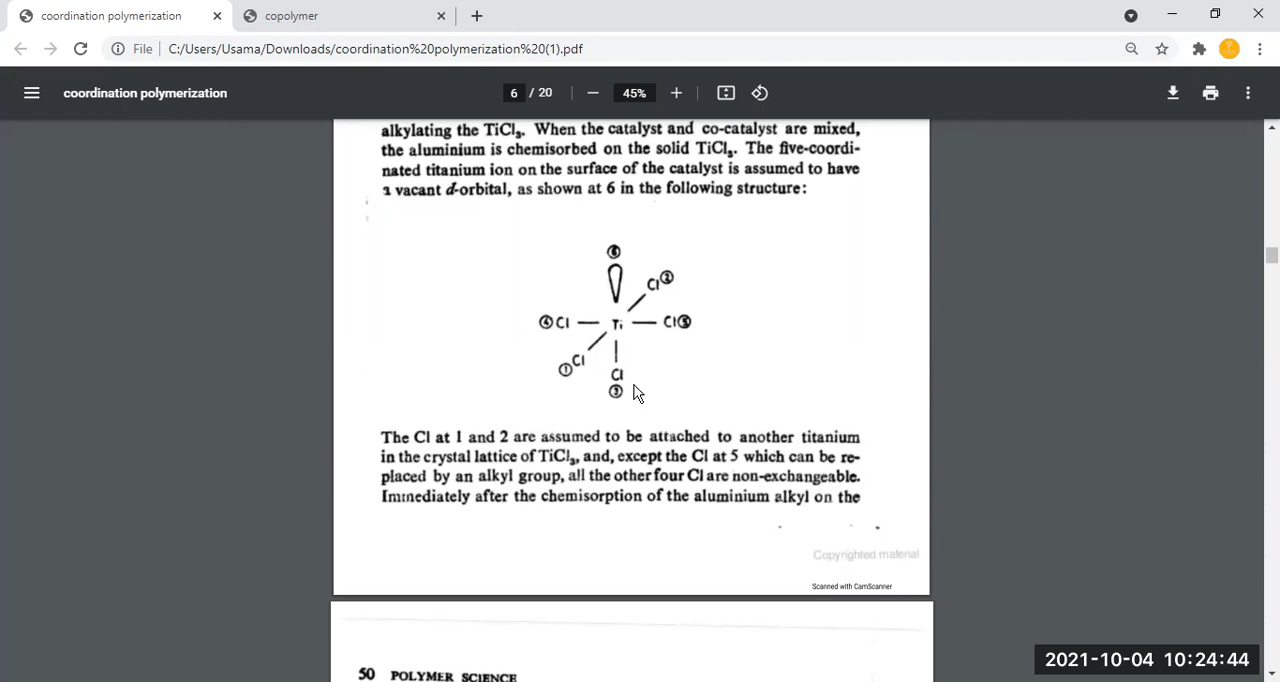 coordination polymerization
copolymer
File C:/Users/Usama/Downloads/coordination%20polymerization%20(1).pdf
coordination polymerization 6 / 20 45%
alkylating the TiCl₃. When the catalyst and co-catalyst are mixed,
the aluminium is chemisorbed on the solid TiCl₃. The five-coordi-
nated titanium ion on the surface of the catalyst is assumed to have
a vacant d-orbital, as shown at 6 in the following structure:
⑥
Cl②
④Cl — Ti — Cl⑤
①Cl
Cl
③
The Cl at 1 and 2 are assumed to be attached to another titanium
in the crystal lattice of TiCl₃, and, except the Cl at 5 which can be re-
placed by an alkyl group, all the other four Cl are non-exchangeable.
Immediately after the chemisorption of the aluminium alkyl on the
Copyrighted material
Scanned with CamScanner
50 POLYMER SCIENCE
2021-10-04 10:24:44